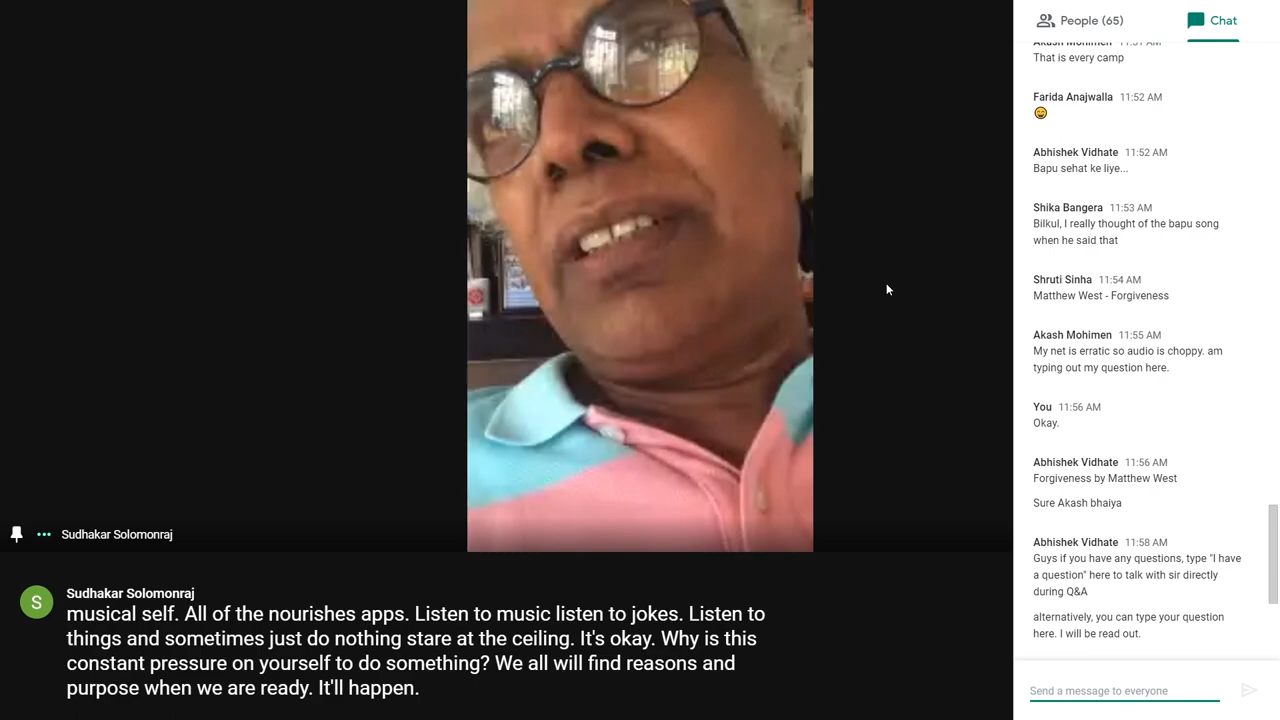 People (65)
Chat
Akash Mohimen 11:51 AM
That is every camp
Farida Anajwalla 11:52 AM
Abhishek Vidhate 11:52 AM
Bapu sehat ke liye...
Shika Bangera 11:53 AM
Bilkul, I really thought of the bapu song
when he said that
Shruti Sinha 11:54 AM
Matthew West - Forgiveness
Akash Mohimen 11:55 AM
My net is erratic so audio is choppy. am
typing out my question here.
You 11:56 AM
Okay.
Abhishek Vidhate 11:56 AM
Forgiveness by Matthew West
Sure Akash bhaiya
Abhishek Vidhate 11:58 AM
Guys if you have any questions, type "I have
a question" here to talk with sir directly
during Q&A
alternatively, you can type your question
here. I will be read out.
Send a message to everyone
Sudhakar Solomonraj
S
Sudhakar Solomonraj
musical self. All of the nourishes apps. Listen to music listen to jokes. Listen to
things and sometimes just do nothing stare at the ceiling. It's okay. Why is this
constant pressure on yourself to do something? We all will find reasons and
purpose when we are ready. It'll happen.